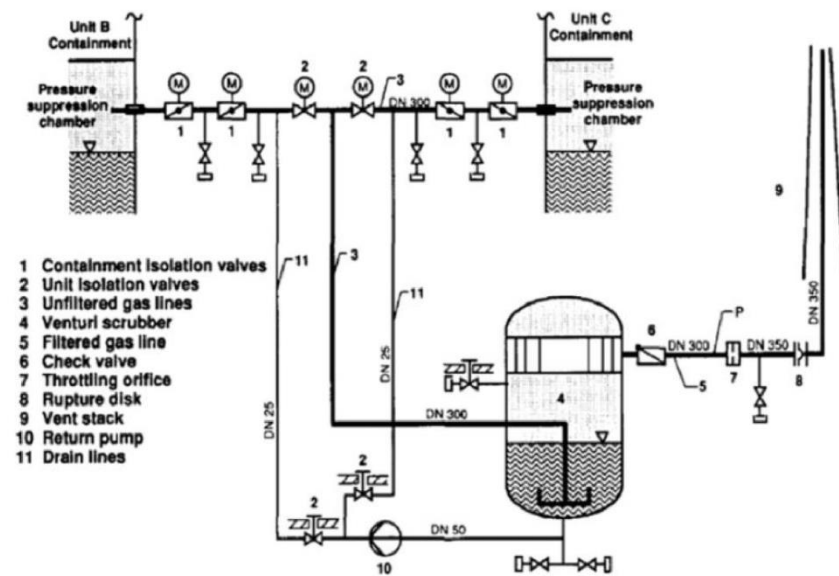 Unit B
Containment
Unit C
Containment
M
M
2
M
2
M
3
M
M
DN 300
Pressure
suppression
chamber
Pressure
suppression
chamber
1
1
1
1
9
1 Containment isolation valves
2 Unit isolation valves
3 Unfiltered gas lines
4 Venturi scrubber
5 Filtered gas line
6 Check valve
7 Throttling orifice
8 Rupture disk
9 Vent stack
10 Return pump
11 Drain lines
11
3
11
DN 25
DN 25
6
DN 300
P
DN 350
DN 350
5
7
8
4
DN 300
2
2
DN 50
10